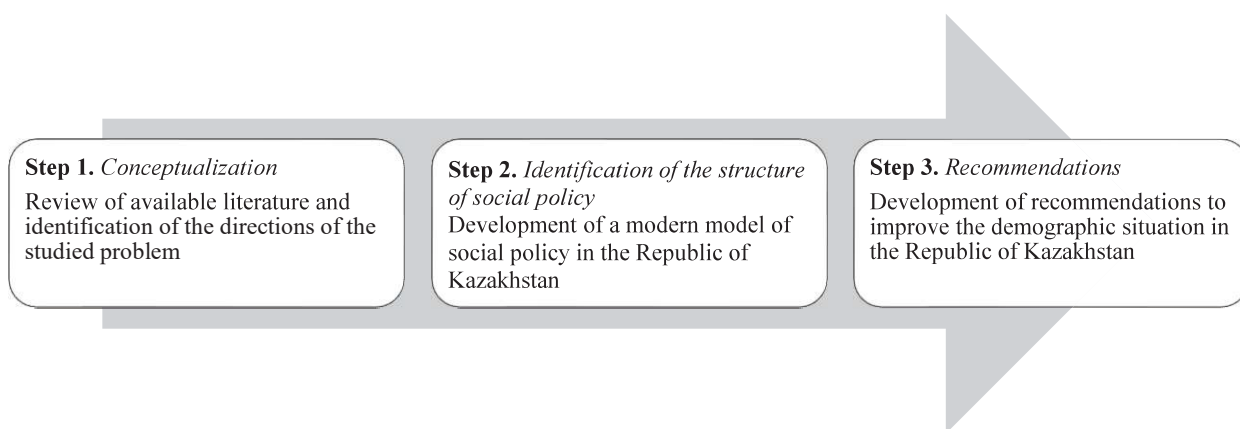 Step 1. Conceptualization
Review of available literature and
identification of the directions of the
studied problem
Step 2. Identification of the structure
of social policy
Development of a modern model of
social policy in the Republic of
Kazakhstan
Step 3. Recommendations
Development of recommendations to
improve the demographic situation in
the Republic of Kazakhstan